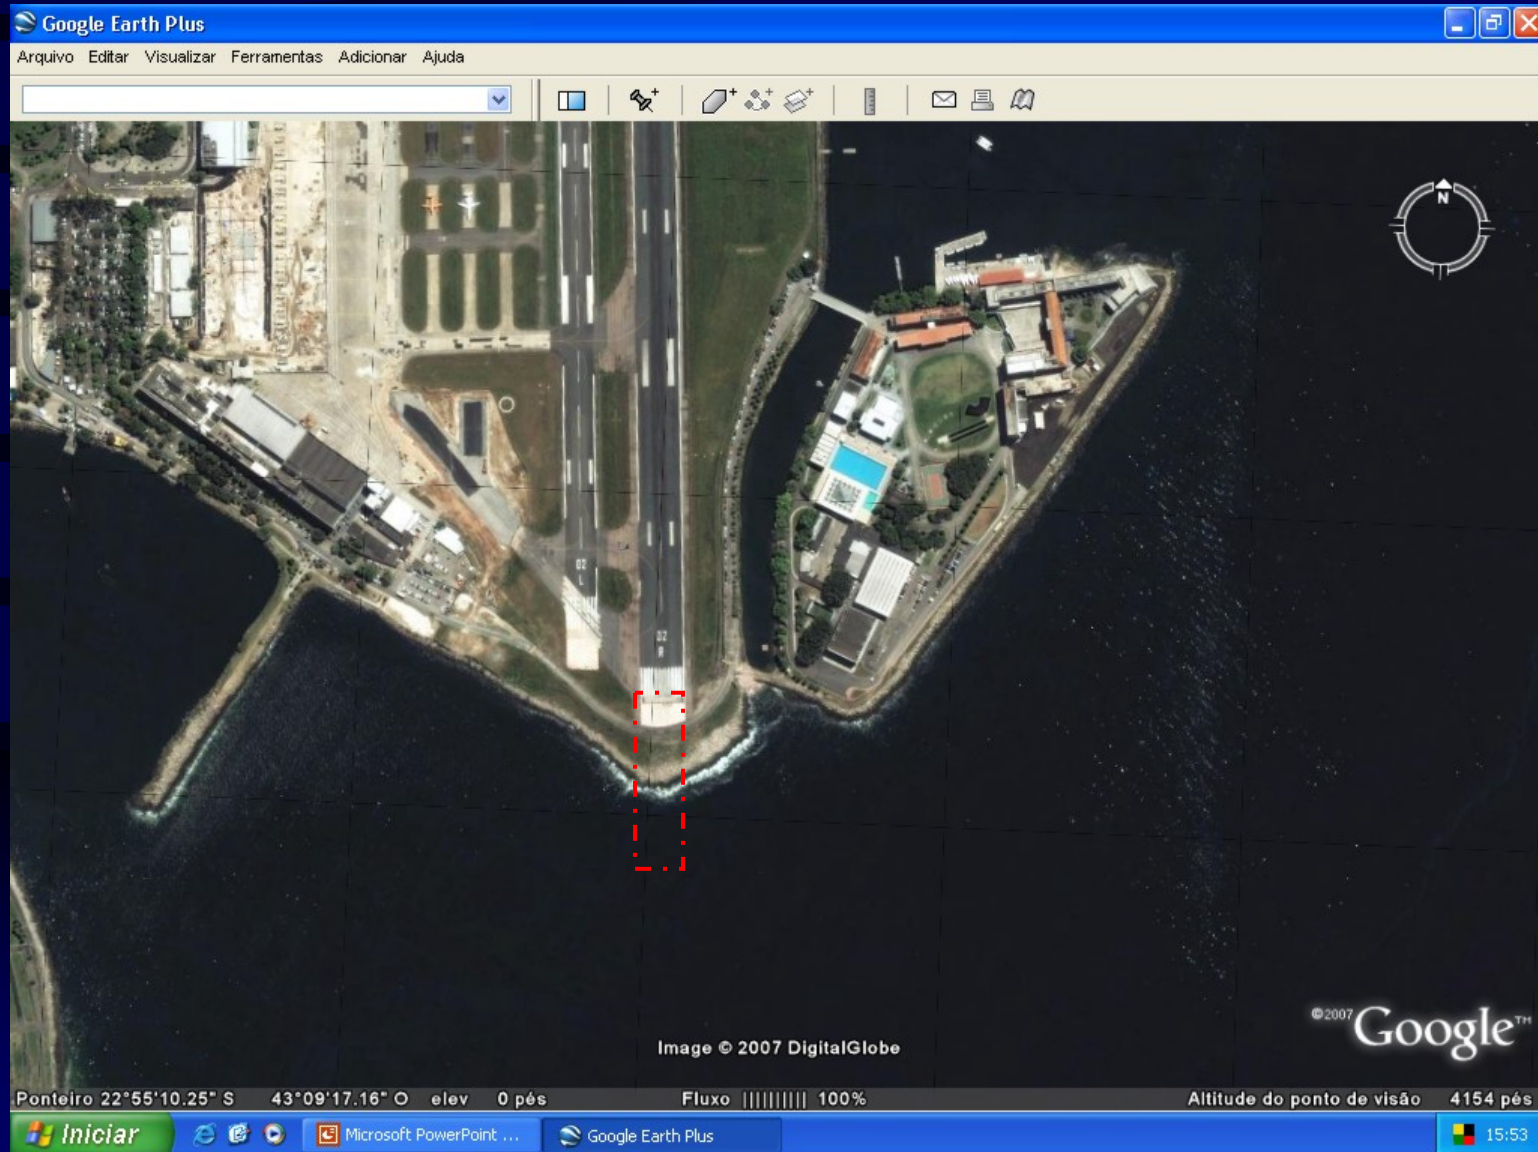 Google Earth Plus
Arquivo Editar Visualizar Ferramentas Adicionar Ajuda
N
02
L
02
R
©2007 Google™
Image © 2007 DigitalGlobe
Ponteiro 22°55'10.25" S 43°09'17.16" O elev 0 pés Fluxo |||||||||| 100% Altitude do ponto de visão 4154 pés
Iniciar Microsoft PowerPoint ... Google Earth Plus 15:53